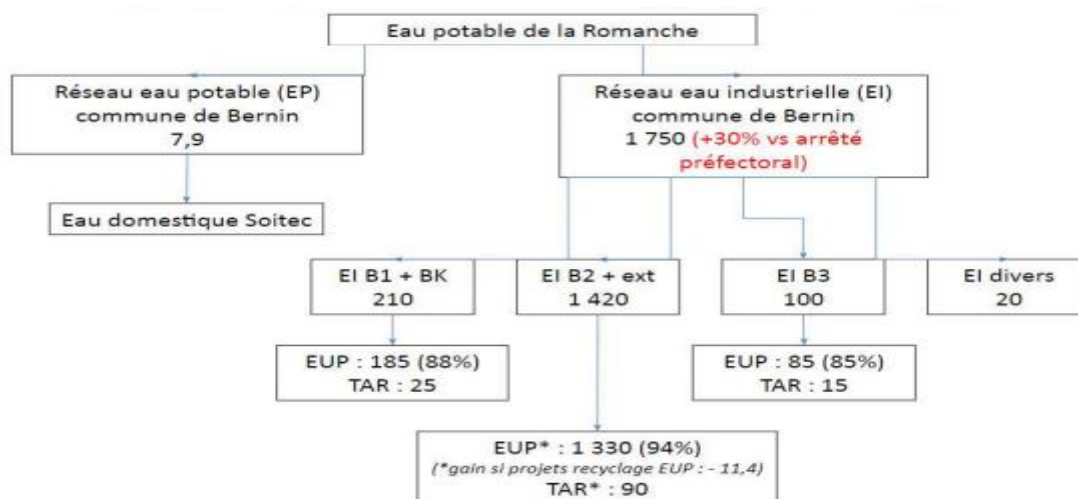 Eau potable de la Romanche
Réseau eau potable (EP)
commune de Bernin
7,9
Réseau eau industrielle (EI)
commune de Bernin
1 750 (+30% vs arrêté
préfectoral)
Eau domestique Soitec
EI B1 + BK
210
EI B2 + ext
1 420
EI B3
100
EI divers
20
EUP : 185 (88%)
TAR : 25
EUP : 85 (85%)
TAR : 15
EUP* : 1 330 (94%)
(*gain si projets recyclage EUP : - 11,4)
TAR* : 90